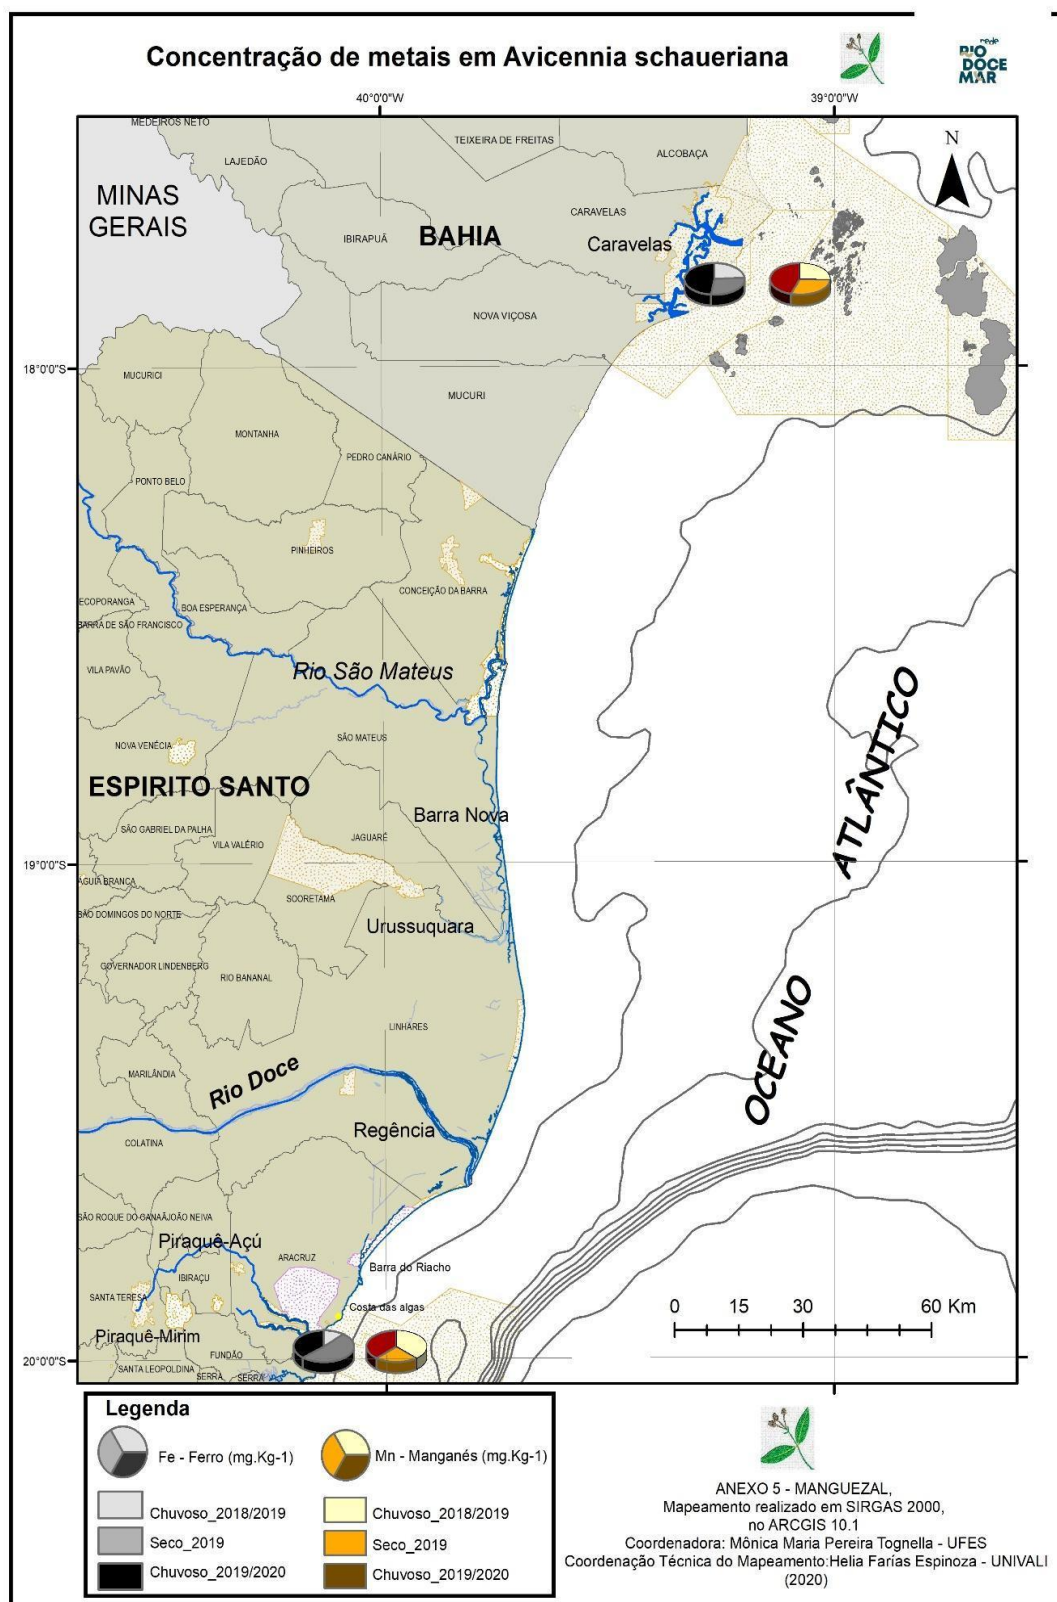 Concentração de metais em Avicennia schaueriana
rede
RIO
DOCE
MAR
40°0'0"W
39°0'0"W
MEDEIROS NETO
TEIXEIRA DE FREITAS
ALCOBAÇA
LAJEDÃO
N
MINAS
GERAIS
CARAVELAS
IBIRAPUÃ
BAHIA
Caravelas
NOVA VIÇOSA
18°0'0"S
MUCURICI
MUCURI
MONTANHA
PEDRO CANÁRIO
PONTO BELO
PINHEIROS
CONCEIÇÃO DA BARRA
ECOPORANGA
BOA ESPERANÇA
BARRA DE SÃO FRANCISCO
VILA PAVÃO
Rio São Mateus
SÃO MATEUS
NOVA VENÉCIA
ESPIRITO SANTO
Barra Nova
SÃO GABRIEL DA PALHA
VILA VALÉRIO
JAGUARÉ
19°0'0"S
ÁGUIA BRANCA
SOORETAMA
SÃO DOMINGOS DO NORTE
Urussuquara
GOVERNADOR LINDENBERG
RIO BANANAL
LINHARES
OCEANO ATLÂNTICO
MARILÂNDIA
Rio Doce
COLATINA
Regência
SÃO ROQUE DO CANAÃ
JOÃO NEIVA
Piraquê-Açú
ARACRUZ
Barra do Riacho
IBIRAÇU
SANTA TERESA
Costa das algas
0 15 30 60 Km
Piraquê-Mirim
FUNDÃO
20°0'0"S
SANTA LEOPOLDINA
SERRA
SERRA
Legenda
Fe - Ferro (mg.Kg-1)
Mn - Manganés (mg.Kg-1)
Chuvoso_2018/2019
Chuvoso_2018/2019
Seco_2019
Seco_2019
Chuvoso_2019/2020
Chuvoso_2019/2020
ANEXO 5 - MANGUEZAL,
Mapeamento realizado em SIRGAS 2000,
no ARCGIS 10.1
Coordenadora: Mônica Maria Pereira Tognella - UFES
Coordenação Técnica do Mapeamento:Helia Farías Espinoza - UNIVALI
(2020)